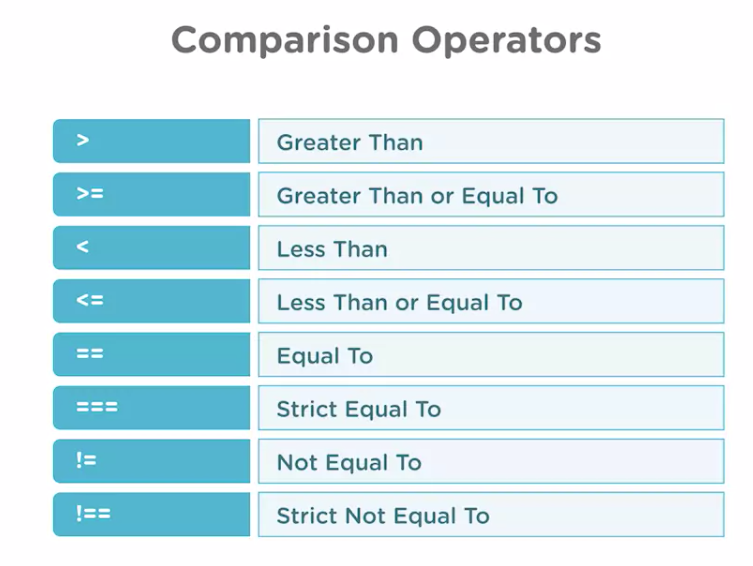 Comparison Operators
> Greater Than
>= Greater Than or Equal To
< Less Than
<= Less Than or Equal To
== Equal To
=== Strict Equal To
!= Not Equal To
!== Strict Not Equal To